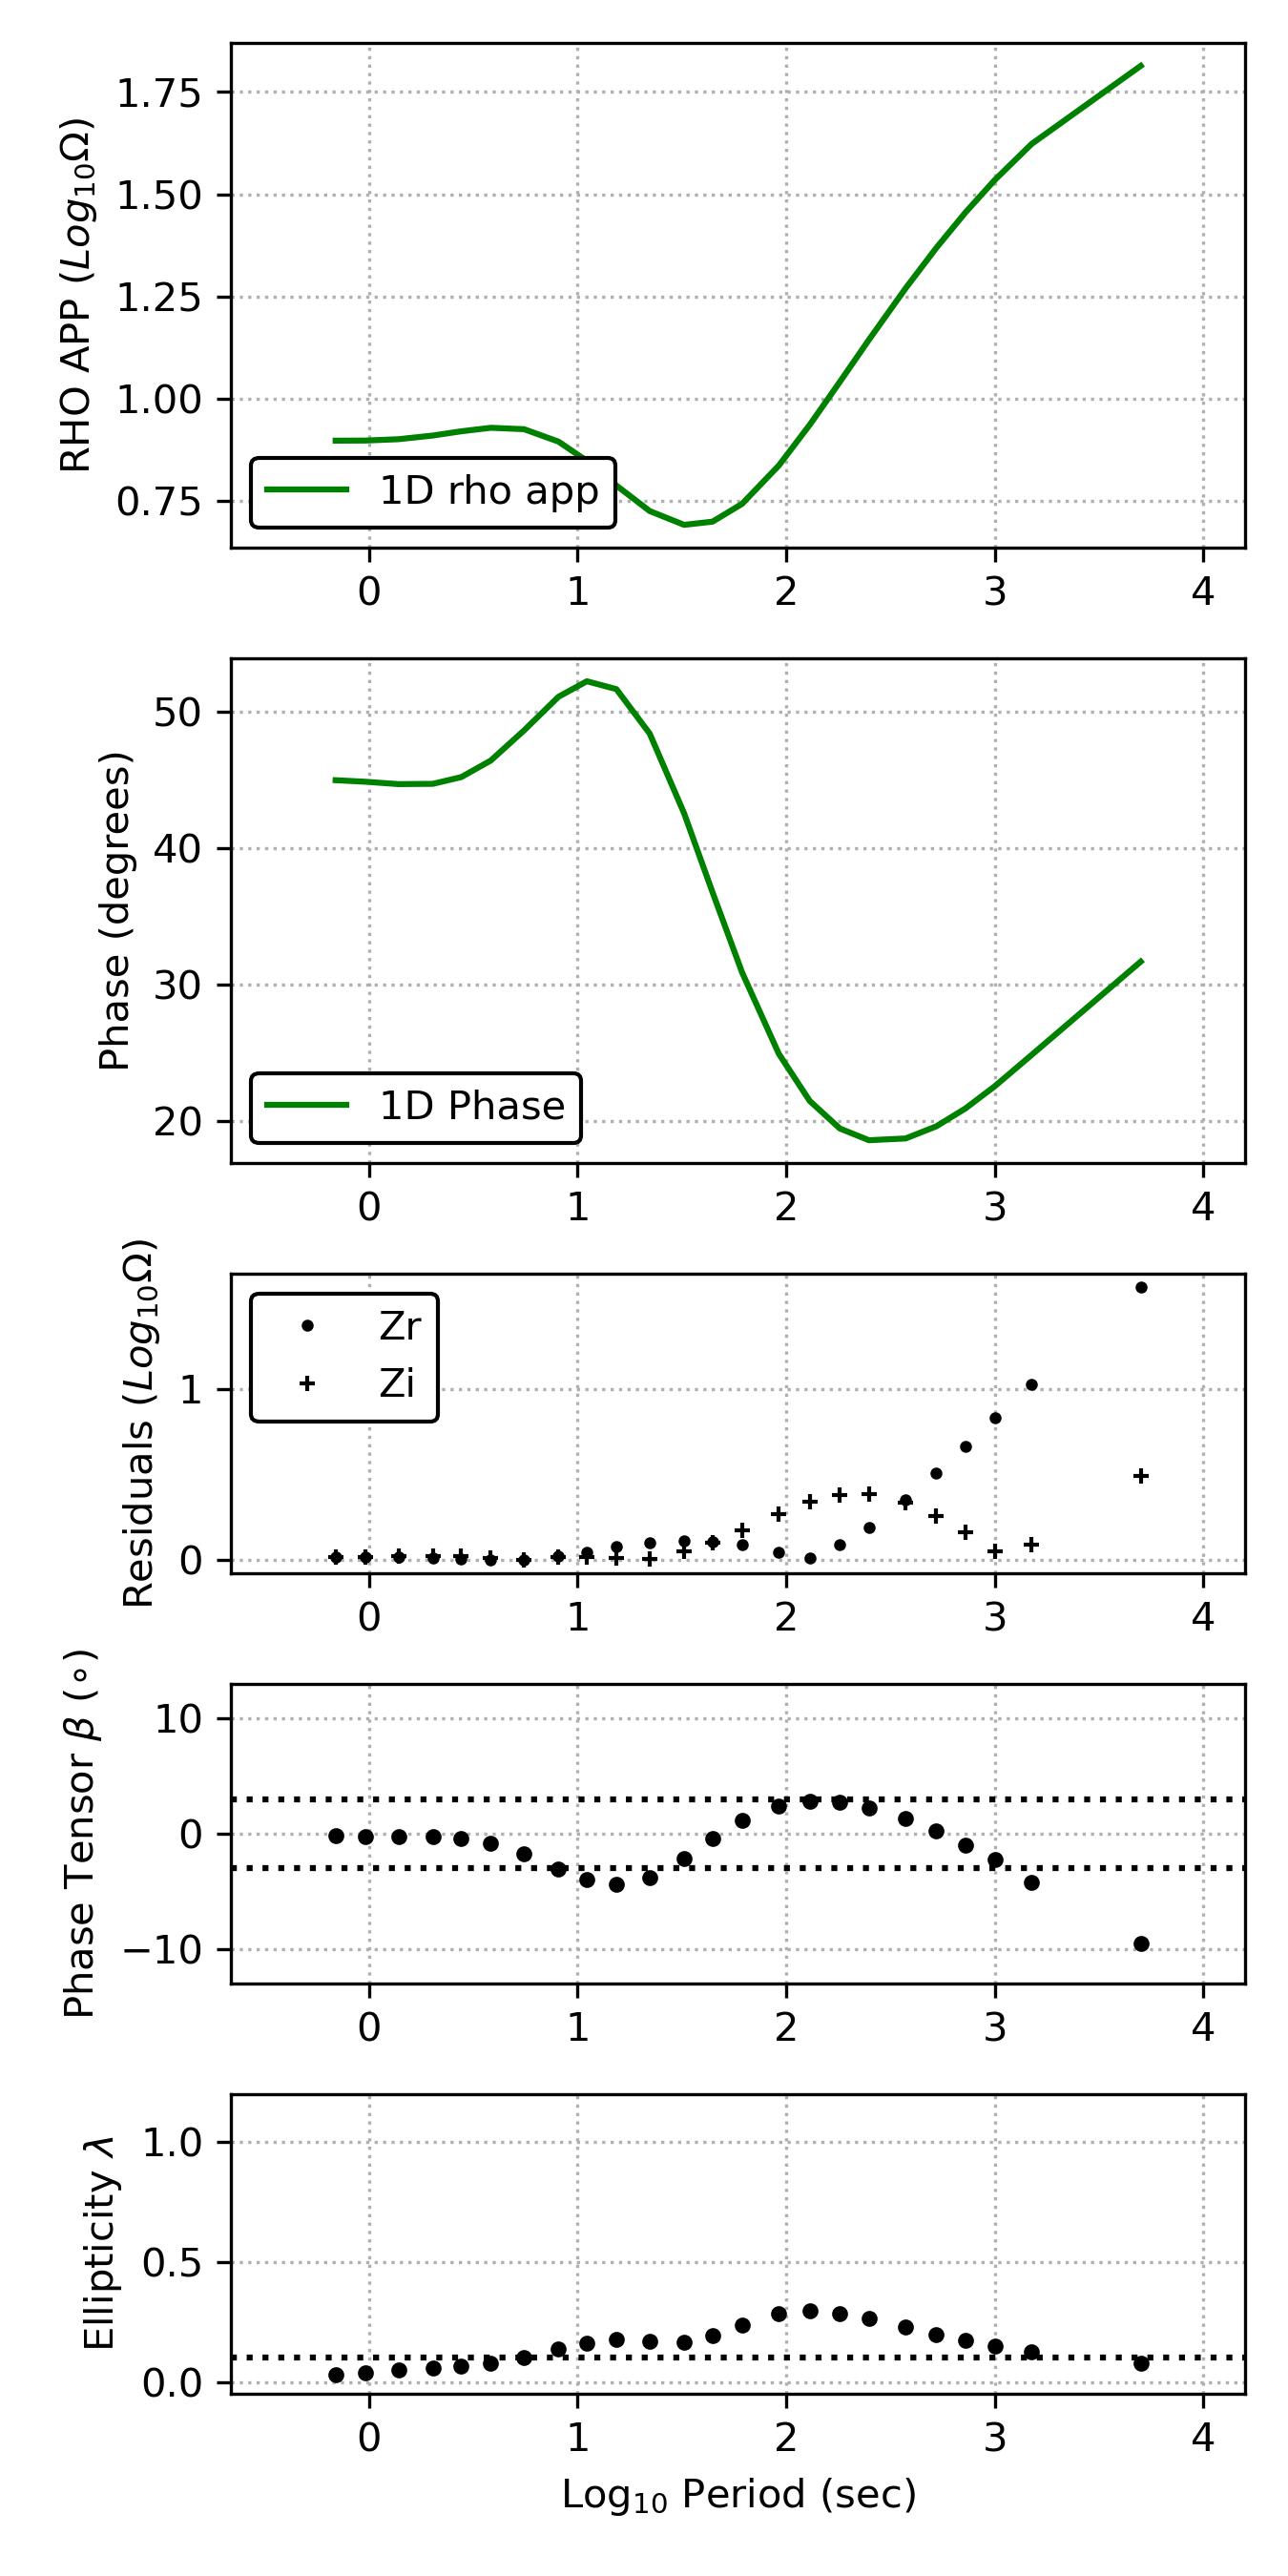 RHO APP (Log₁₀Ω)
1.75
1.50
1.25
1.00
0.75
1D rho app
0 1 2 3 4
Phase (degrees)
50
40
30
20
1D Phase
0 1 2 3 4
Residuals (Log₁₀Ω)
Zr
Zi
1
0
0 1 2 3 4
Phase Tensor β (∘)
10
0
−10
0 1 2 3 4
Ellipticity λ
1.0
0.5
0.0
0 1 2 3 4
Log₁₀ Period (sec)